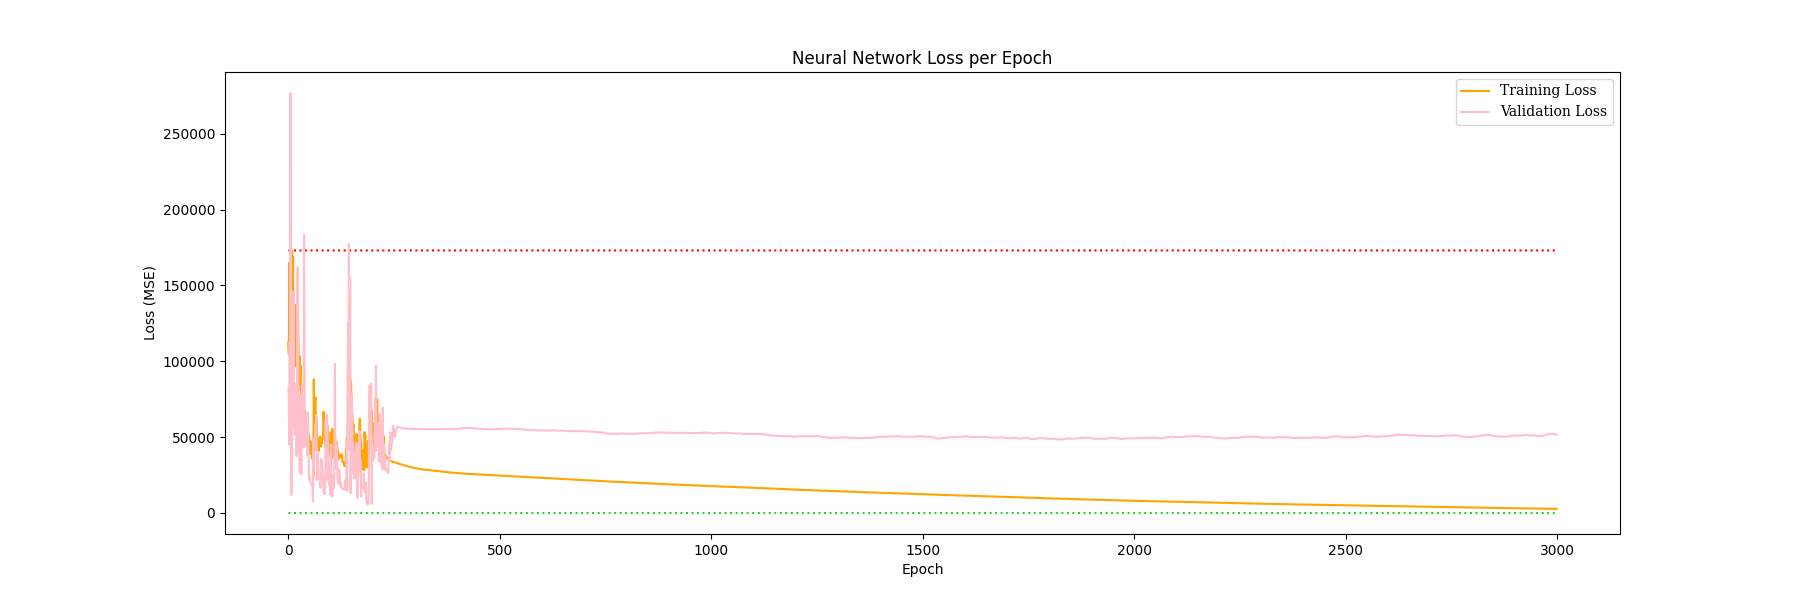 Neural Network Loss per Epoch
Training Loss
Validation Loss
250000
200000
150000
100000
50000
0
Loss (MSE)
0 500 1000 1500 2000 2500 3000
Epoch